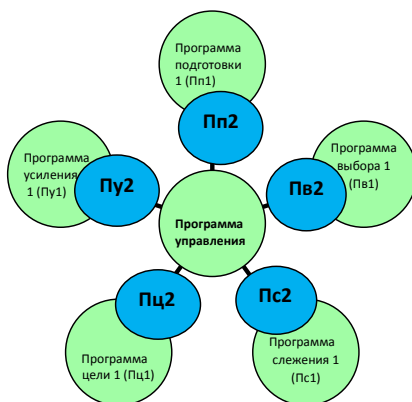 Программа
подготовки
1 (Пп1)
Пп2
Программа
усиления
1 (Пу1)
Пу2
Программа
выбора 1
(Пв1)
Пв2
Программа
управления
Пц2
Программа
цели 1 (Пц1)
Пс2
Программа
слежения 1
(Пс1)